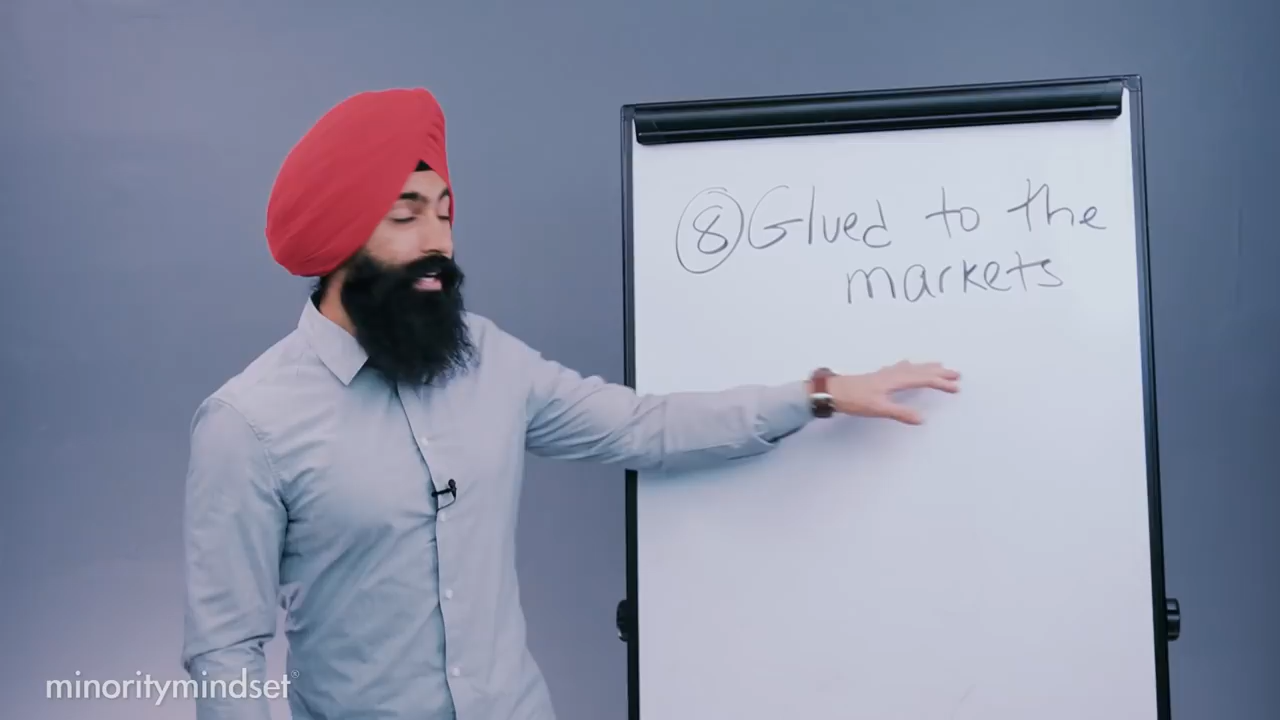 ⑧ Glued to the
markets
minoritymindset®